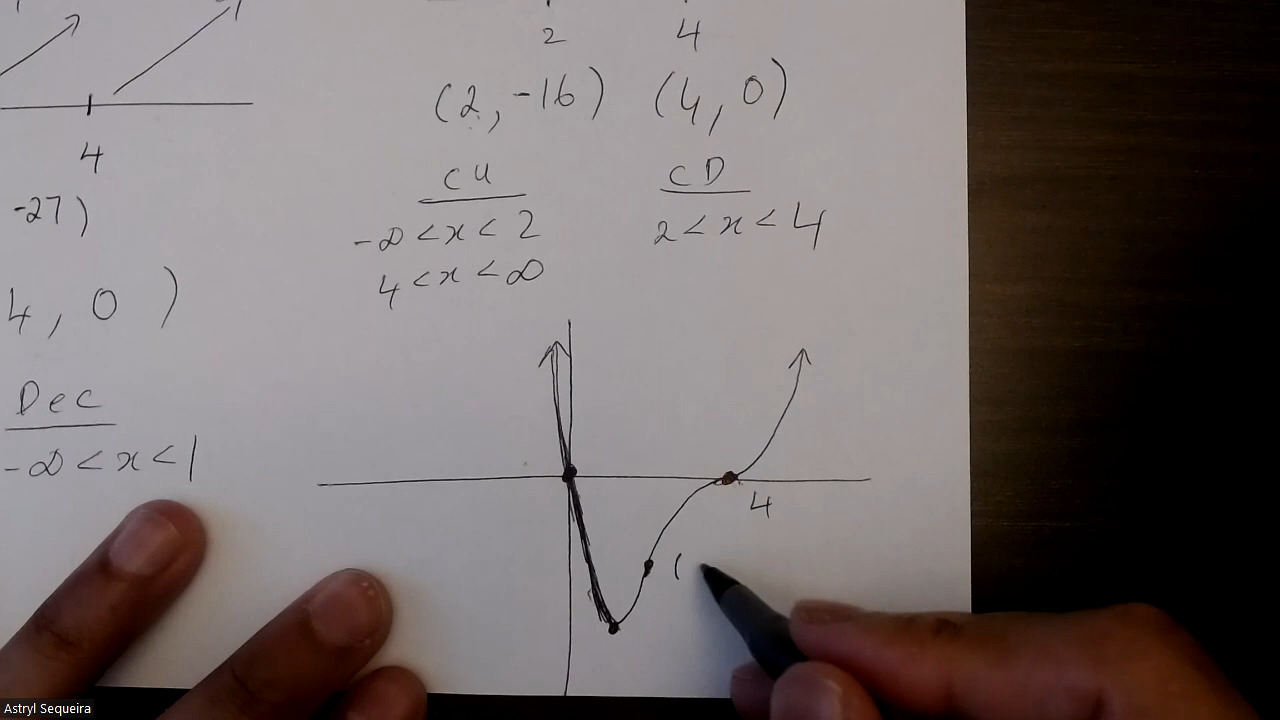 2 4
(2, -16) (4, 0)
4
CU CD
-27)
-∞ < x < 2 2 < x < 4
4 < x < ∞
4, 0 )
Dec
-∞ < x < 1
4
(
Astryl Sequeira